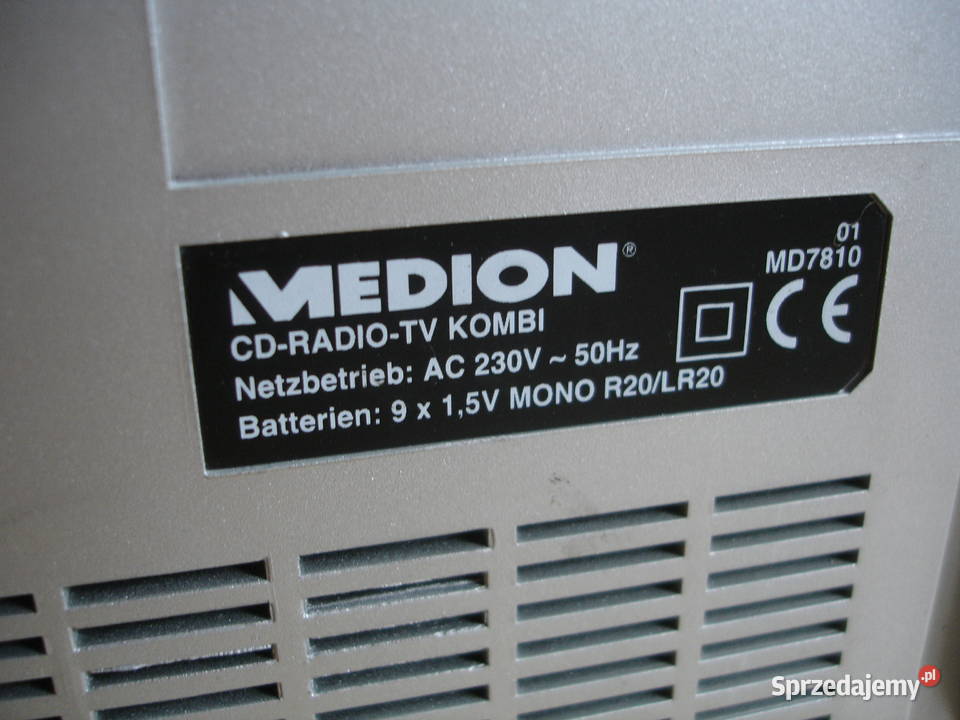 MEDION®
01
MD7810
CD-RADIO-TV KOMBI
Netzbetrieb: AC 230V ~ 50Hz
Batterien: 9 x 1,5V MONO R20/LR20
CE
Sprzedajemy.pl